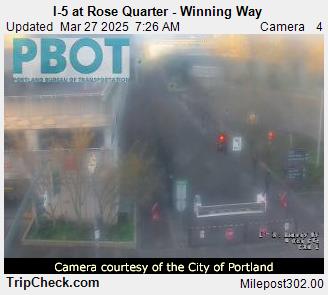 I-5 at Rose Quarter - Winning Way
Updated Mar 27 2025 7:26 AM Camera 4
PBOT
PORTLAND BUREAU OF TRANSPORTATION
Camera courtesy of the City of Portland
TripCheck.com Milepost302.00